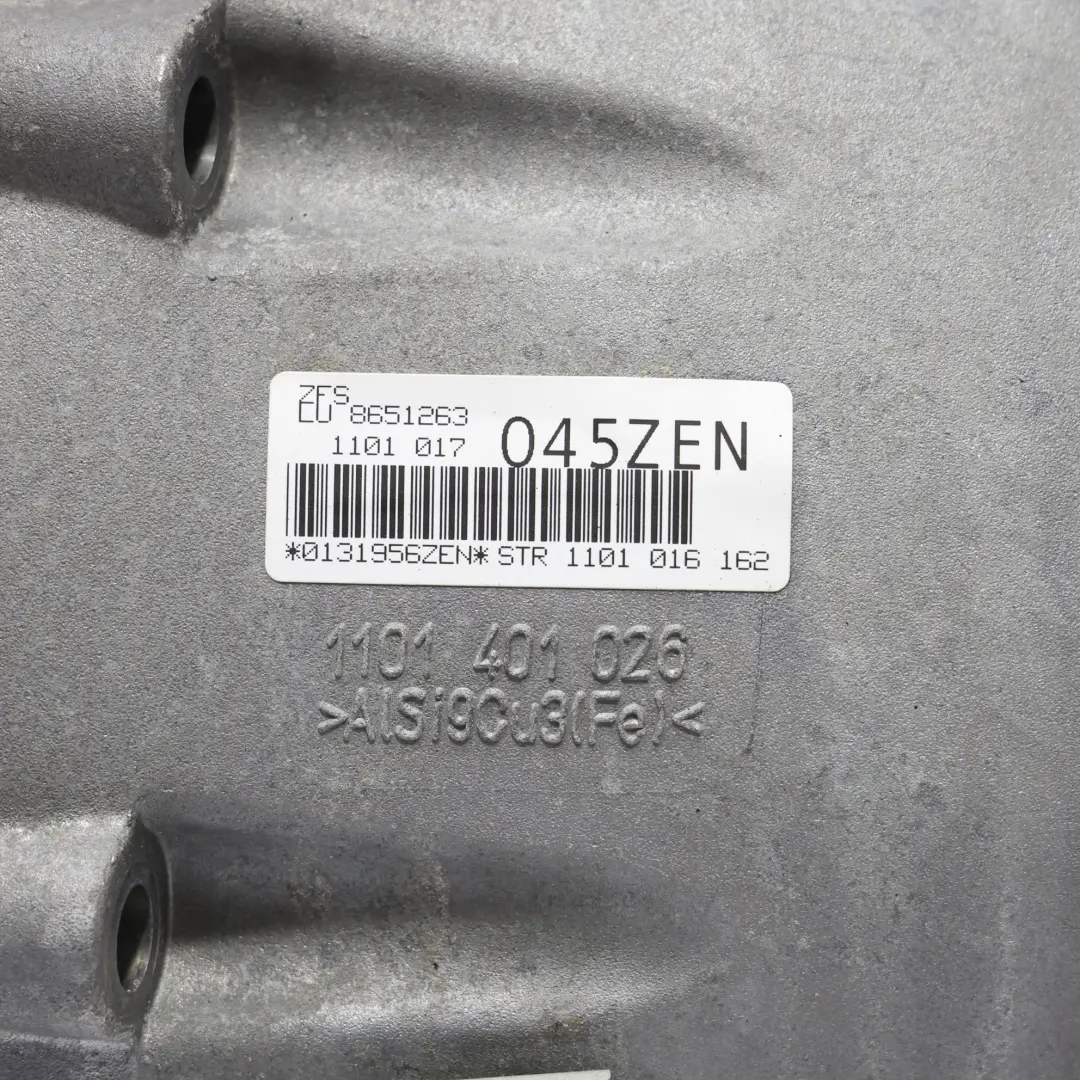 ZFS
EU 8651263
1101 017 045ZEN
*0131956ZEN* STR 1101 016 162
1101 401 026
>AlSi9Cu3(Fe)<